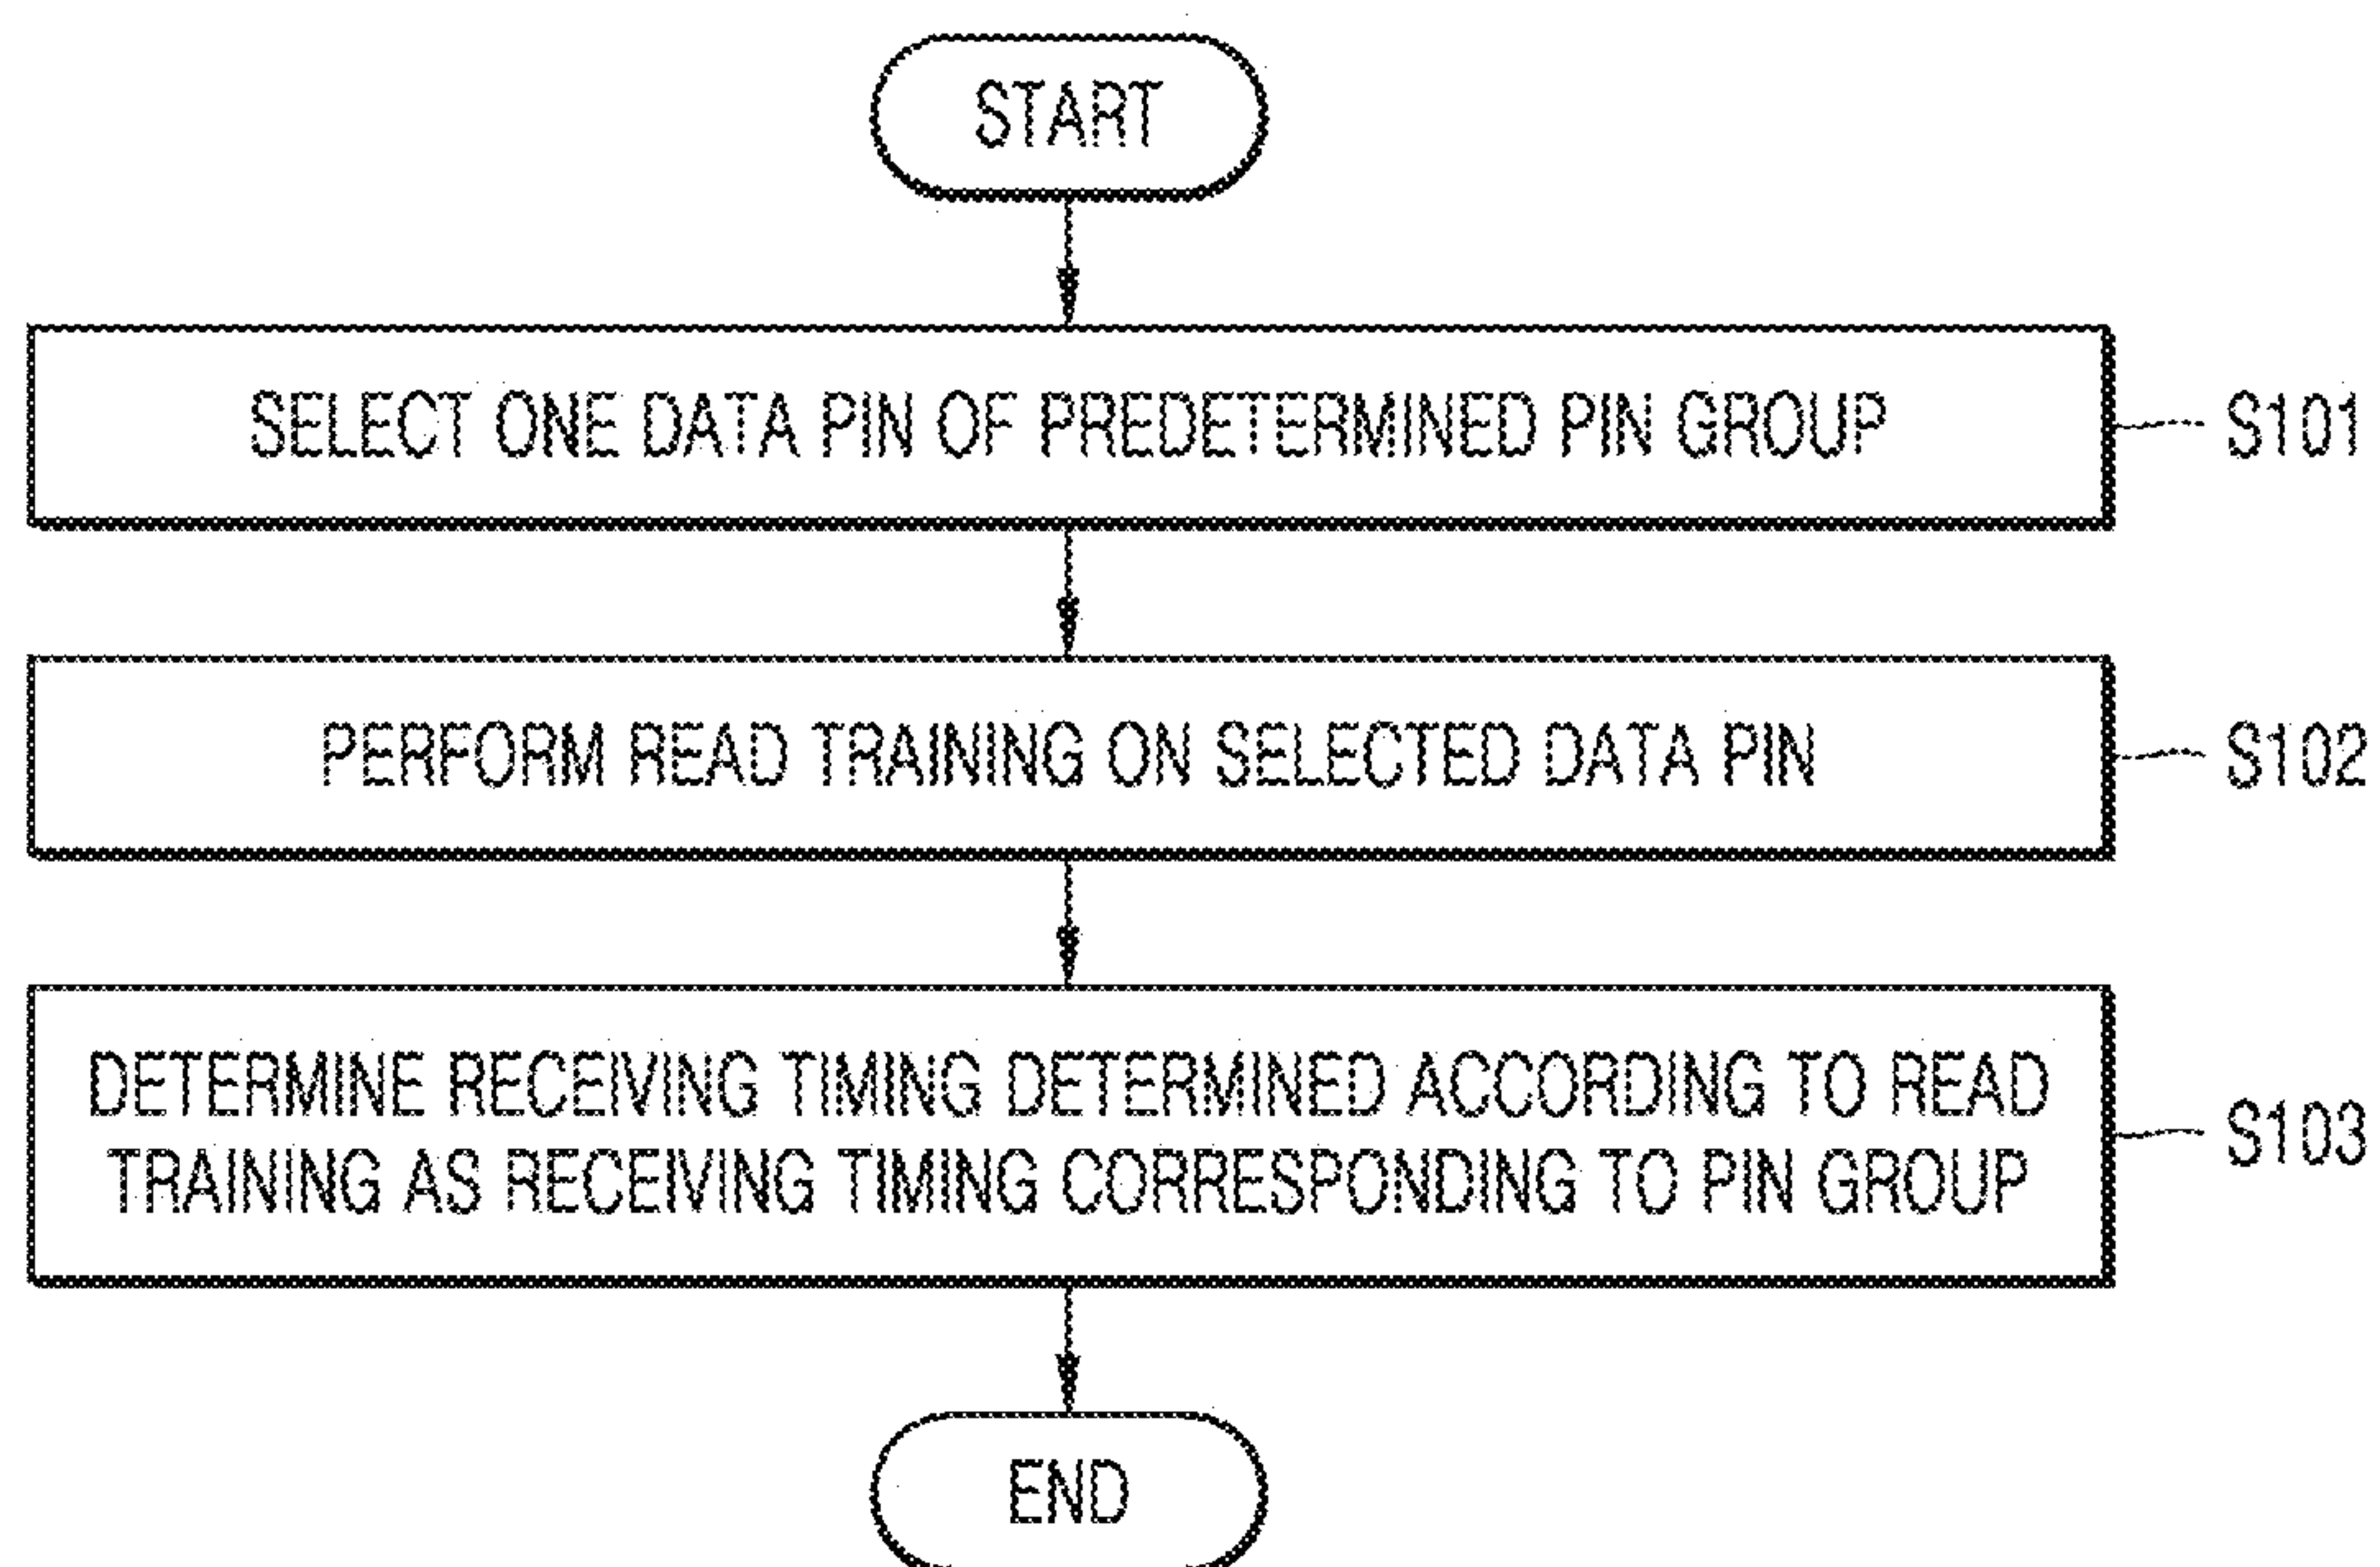 START
SELECT ONE DATA PIN OF PREDETERMINED PIN GROUP
S101
PERFORM READ TRAINING ON SELECTED DATA PIN
S102
DETERMINE RECEIVING TIMING DETERMINED ACCORDING TO READ
TRAINING AS RECEIVING TIMING CORRESPONDING TO PIN GROUP
S103
END